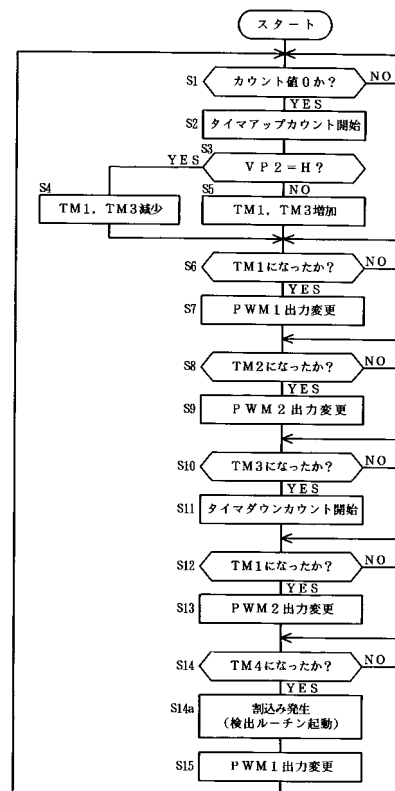 スタート
S1 カウント値0か? NO
YES
S2 タイマアップカウント開始
S3
YES VP2=H?
S4 S5 NO
TM1,TM3減少 TM1,TM3増加
S6 TM1になったか? NO
YES
S7 PWM1出力変更
S8 TM2になったか? NO
YES
S9 PWM2出力変更
S10 TM3になったか? NO
YES
S11 タイマダウンカウント開始
S12 TM1になったか? NO
YES
S13 PWM2出力変更
S14 TM4になったか? NO
YES
S14a 割込み発生
(検出ルーチン起動)
S15 PWM1出力変更